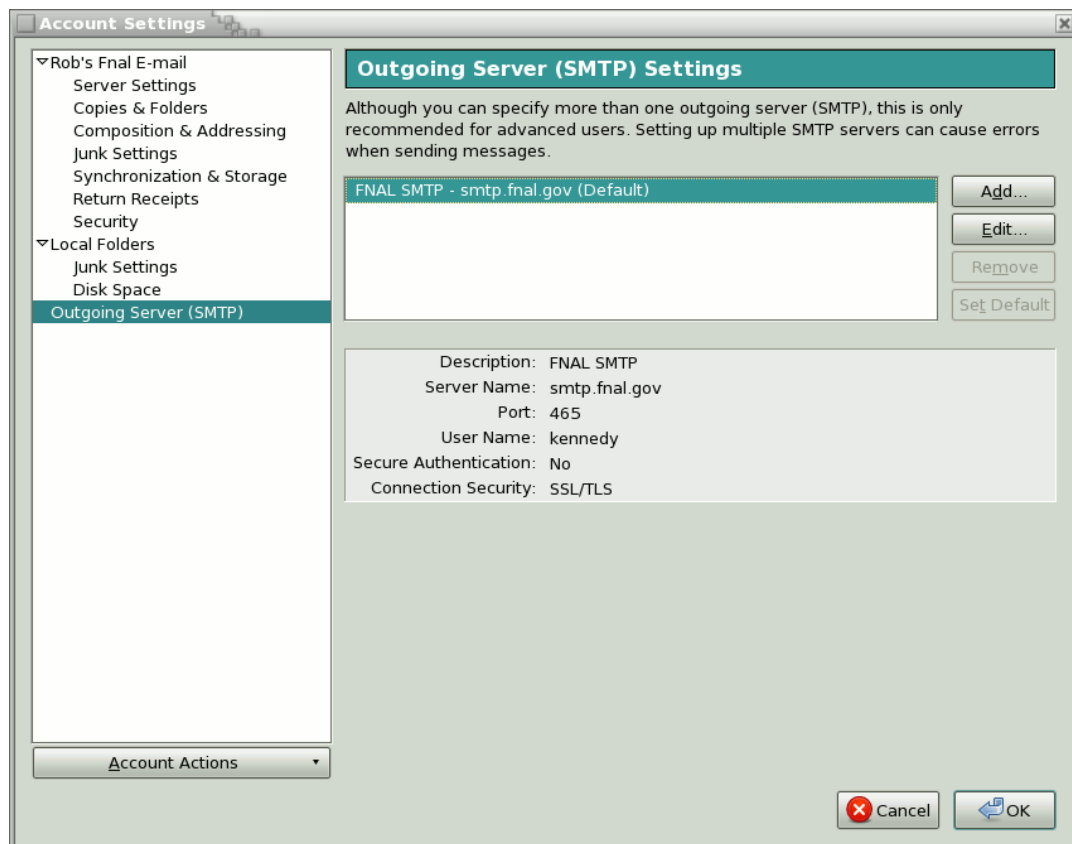 Account Settings
Rob's Fnal E-mail
Server Settings
Copies & Folders
Composition & Addressing
Junk Settings
Synchronization & Storage
Return Receipts
Security
Local Folders
Junk Settings
Disk Space
Outgoing Server (SMTP)
Account Actions
Outgoing Server (SMTP) Settings
Although you can specify more than one outgoing server (SMTP), this is only
recommended for advanced users. Setting up multiple SMTP servers can cause errors
when sending messages.
FNAL SMTP - smtp.fnal.gov (Default)
Add...
Edit...
Remove
Set Default
Description: FNAL SMTP
Server Name: smtp.fnal.gov
Port: 465
User Name: kennedy
Secure Authentication: No
Connection Security: SSL/TLS
Cancel
OK